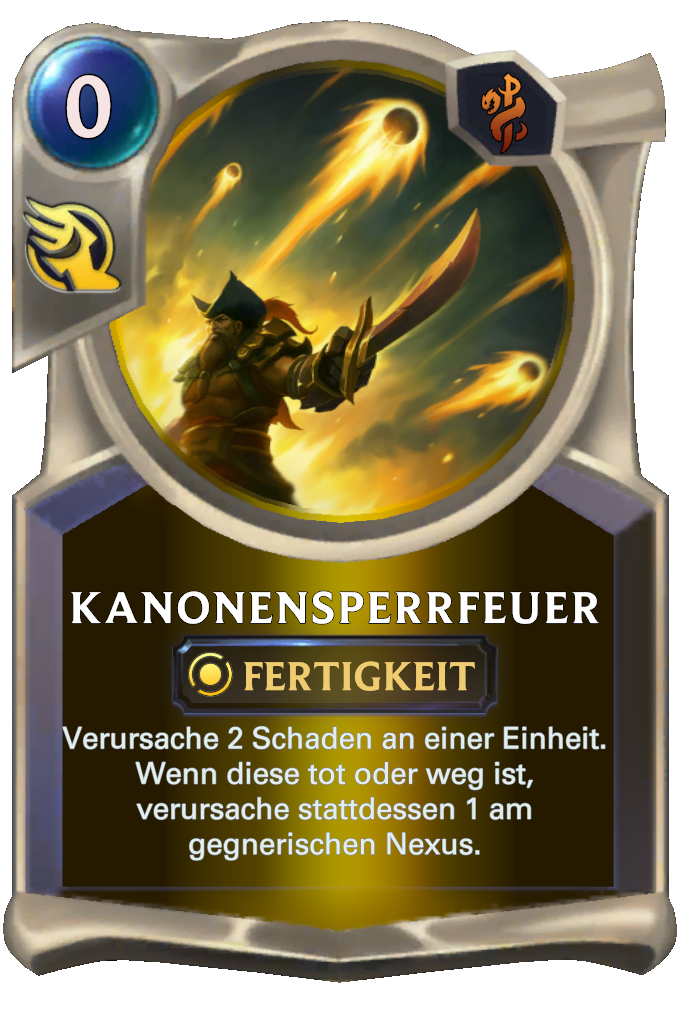 0
KANONENSPERRFEUER
FERTIGKEIT
Verursache 2 Schaden an einer Einheit.
Wenn diese tot oder weg ist,
verursache stattdessen 1 am
gegnerischen Nexus.